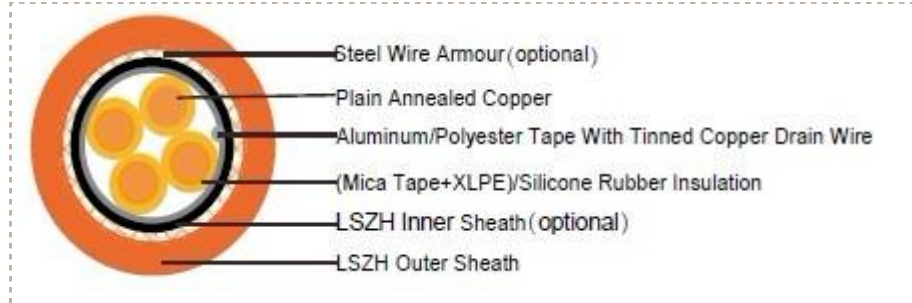 Steel Wire Armour(optional)
Plain Annealed Copper
Aluminum/Polyester Tape With Tinned Copper Drain Wire
(Mica Tape+XLPE)/Silicone Rubber Insulation
LSZH Inner Sheath(optional)
LSZH Outer Sheath